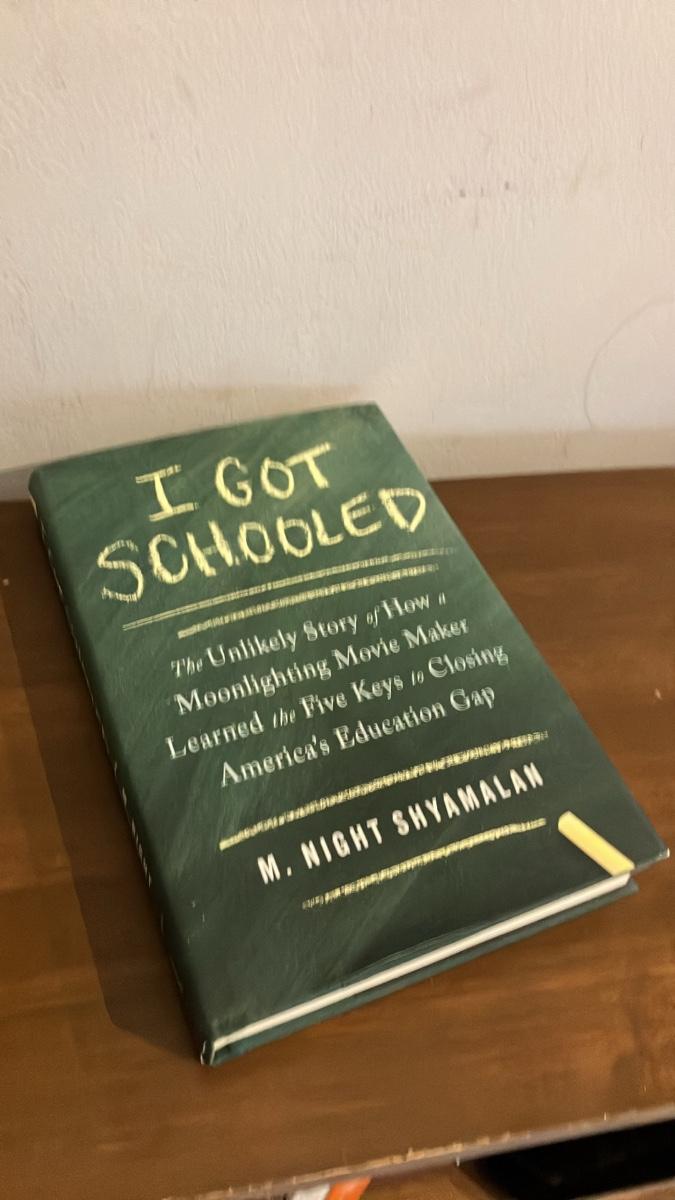 I GOT
SCHOOLED
The Unlikely Story of How a
Moonlighting Movie Maker
Learned the Five Keys to Closing
America's Education Gap
M. NIGHT SHYAMALAN